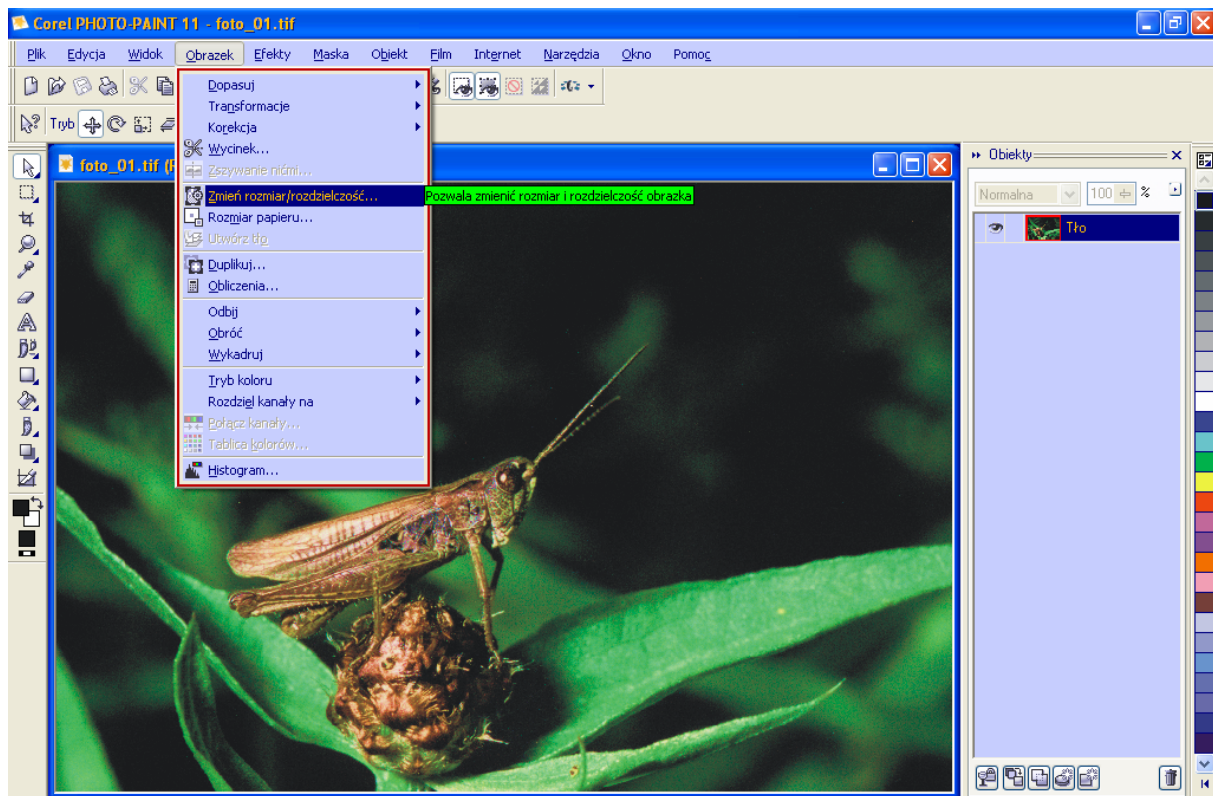 Corel PHOTO-PAINT 11 - foto_01.tif
Plik Edycja Widok Obrazek Efekty Maska Obiekt Film Internet Narzędzia Okno Pomoc
Tryb
foto_01.tif
Dopasuj
Transformacje
Korekcja
Wycinek...
Zszywanie nićmi...
Zmień rozmiar/rozdzielczość...
Pozwala zmienić rozmiar i rozdzielczość obrazka
Rozmiar papieru...
Utwórz tło
Duplikuj...
Obliczenia...
Odbij
Obróć
Wykadruj
Tryb koloru
Rozdziel kanały na
Połącz kanały...
Tablica kolorów...
Histogram...
Obiekty
Normalna 100 %
Tło